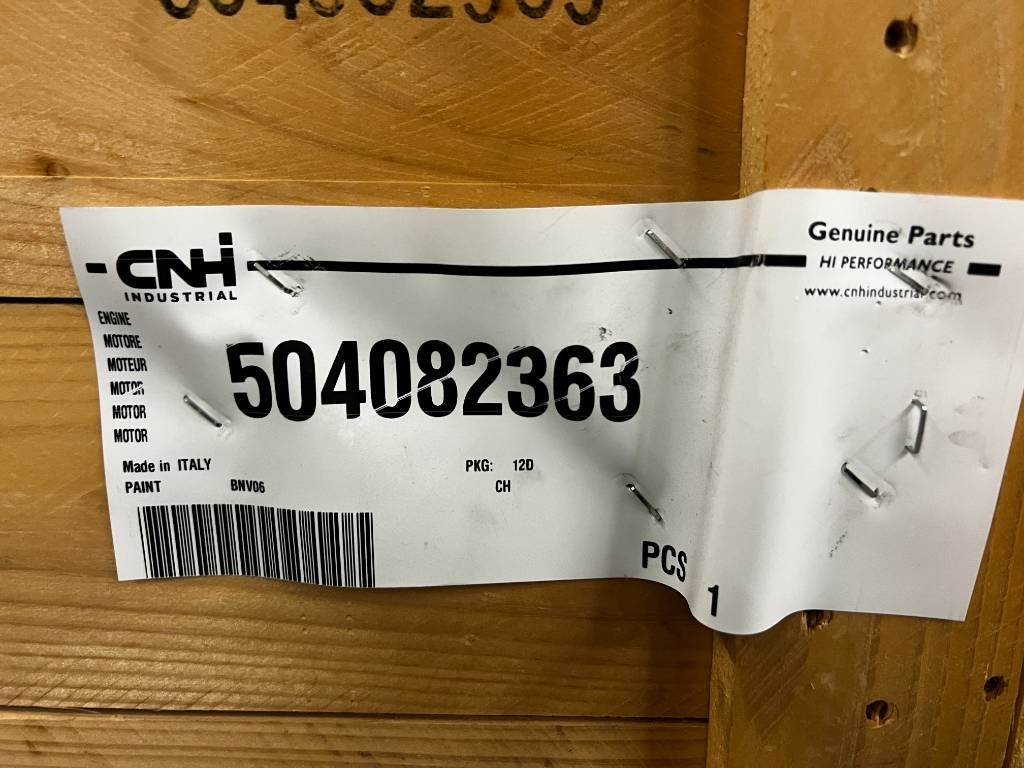 504082363
CNH
INDUSTRIAL
Genuine Parts
HI PERFORMANCE
www.cnhindustrial.com
ENGINE
MOTORE
MOTEUR
MOTOR
MOTOR
MOTOR
504082363
Made in ITALY
PKG: 12D
PAINT BNV06
CH
PCS 1